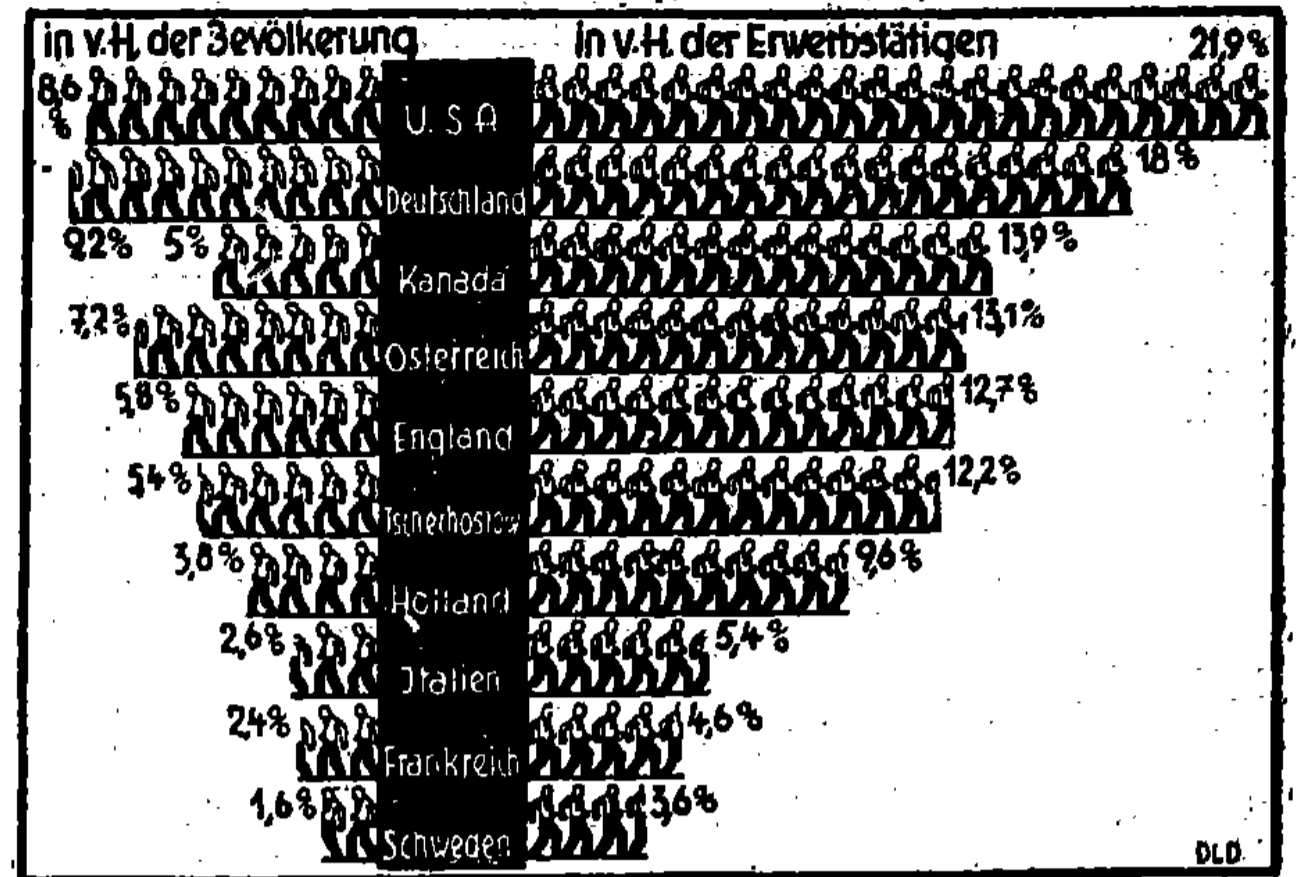 in v.H. der Bevölkerung in v.H. der Erwerbstätigen 21,9%
8,6% U.S.A
Deutschland 18%
9,2% 5% Kanada 13,9%
7,2% Österreich 13,1%
5,8% England 12,7%
5,4% Tschechoslow 12,2%
3,8% Holland 9,6%
2,6% Italien 5,4%
2,4% Frankreich 4,6%
1,6% Schweden 3,6%
DLD